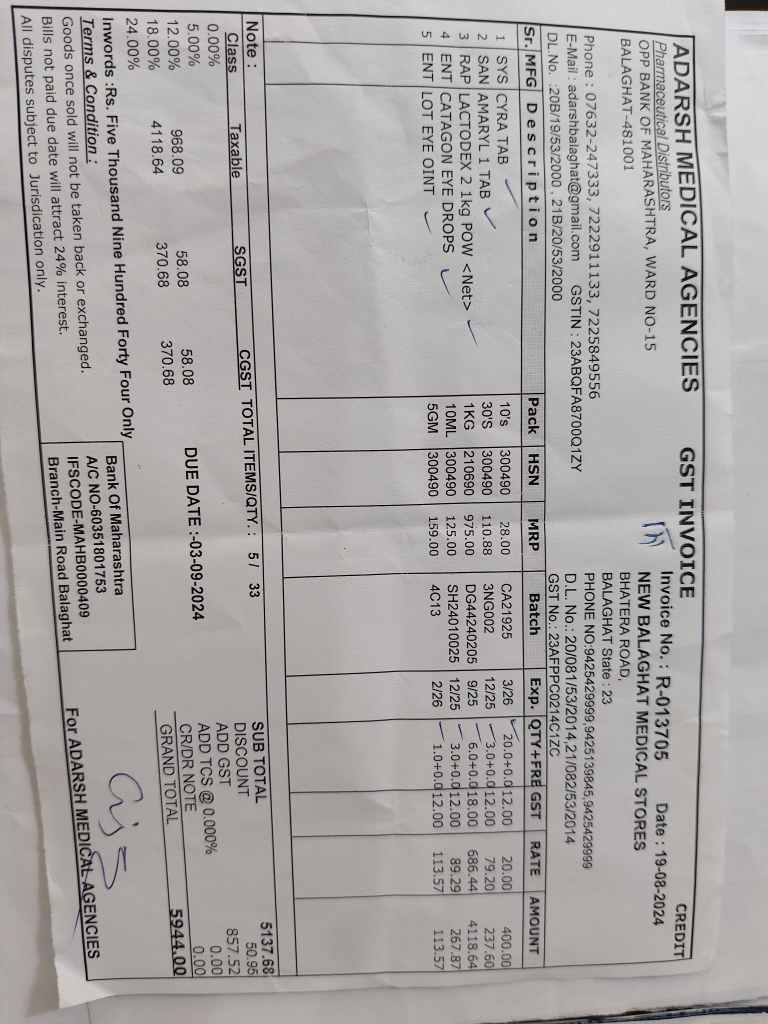 ADARSH MEDICAL AGENCIES
Pharmaceutical Distributors
OPP BANK OF MAHARASHTRA, WARD NO-15
BALAGHAT-481001
Phone : 07632-247333, 7222911133, 7225849556
E-Mail : adarshbalaghat@gmail.com GSTIN : 23ABQFA8700Q1ZY
DL.No. :20B/19/53/2000 , 21B/20/53/2000
GST INVOICE
CREDIT
Invoice No. : R-013705 Date : 19-08-2024
NEW BALAGHAT MEDICAL STORES
BHATERA ROAD,
BALAGHAT State : 23
PHONE NO:9425429999,9425139845,9425429999
D.L. No.: 20/081/53/2014,21/082/53/2014
GST No.: 23AFPPC0214C1ZC
Sr. MFG Description Pack HSN MRP Batch Exp. QTY+FRE GST RATE AMOUNT
1 SYS CYRA TAB 10's 300490 28.00 CA21925 3/26 20.0+0.0 12.00 20.00 400.00
2 SAN AMARYL 1 TAB 30'S 300490 110.88 3NG002 12/25 3.0+0.0 12.00 79.20 237.60
3 RAP LACTODEX 2 1kg POW <Net> 1KG 210690 975.00 DG44240205 9/25 6.0+0.0 18.00 686.44 4118.64
4 ENT CATAGON EYE DROPS 10ML 300490 125.00 SH24010025 12/25 3.0+0.0 12.00 89.29 267.87
5 ENT LOT EYE OINT 5GM 300490 159.00 4C13 2/26 1.0+0.0 12.00 113.57 113.57
Note :
Class Taxable SGST CGST TOTAL ITEMS/QTY. : 5 / 33
0.00%
5.00%
12.00% 968.09 58.08 58.08
18.00% 4118.64 370.68 370.68
24.00%
DUE DATE :-03-09-2024
SUB TOTAL 5137.68
DISCOUNT 50.95
ADD GST 857.52
ADD TCS @ 0.000% 0.00
CR/DR NOTE 0.00
GRAND TOTAL 5944.00
Inwords :Rs. Five Thousand Nine Hundred Forty Four Only
Terms & Condition :
Goods once sold will not be taken back or exchanged.
Bills not paid due date will attract 24% interest.
All disputes subject to Jurisdication only.
Bank Of Maharashtra
A/C NO-60351801753
IFSCODE-MAHB0000409
Branch-Main Road Balaghat
For ADARSH MEDICAL AGENCIES